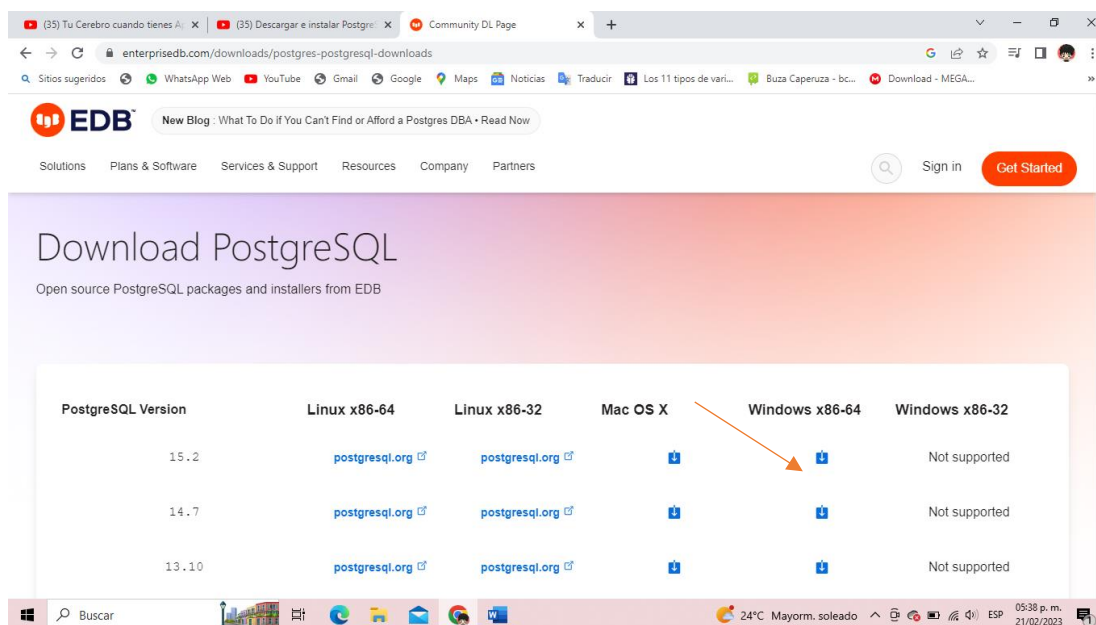 (35) Tu Cerebro cuando tienes A
(35) Descargar e instalar Postgre
Community DL Page
enterprisedb.com/downloads/postgres-postgresql-downloads
Sitios sugeridos
WhatsApp Web
YouTube
Gmail
Google
Maps
Noticias
Traducir
Los 11 tipos de vari...
Buza Caperuza - bc...
Download - MEGA...
»
EDB
New Blog : What To Do if You Can't Find or Afford a Postgres DBA • Read Now
Solutions
Plans & Software
Services & Support
Resources
Company
Partners
Sign in
Get Started
Download PostgreSQL
Open source PostgreSQL packages and installers from EDB
PostgreSQL Version Linux x86-64 Linux x86-32 Mac OS X Windows x86-64 Windows x86-32
15.2 postgresql.org postgresql.org Not supported
14.7 postgresql.org postgresql.org Not supported
13.10 postgresql.org postgresql.org Not supported
Buscar
24°C Mayorm. soleado
ESP
05:38 p. m.
21/02/2023